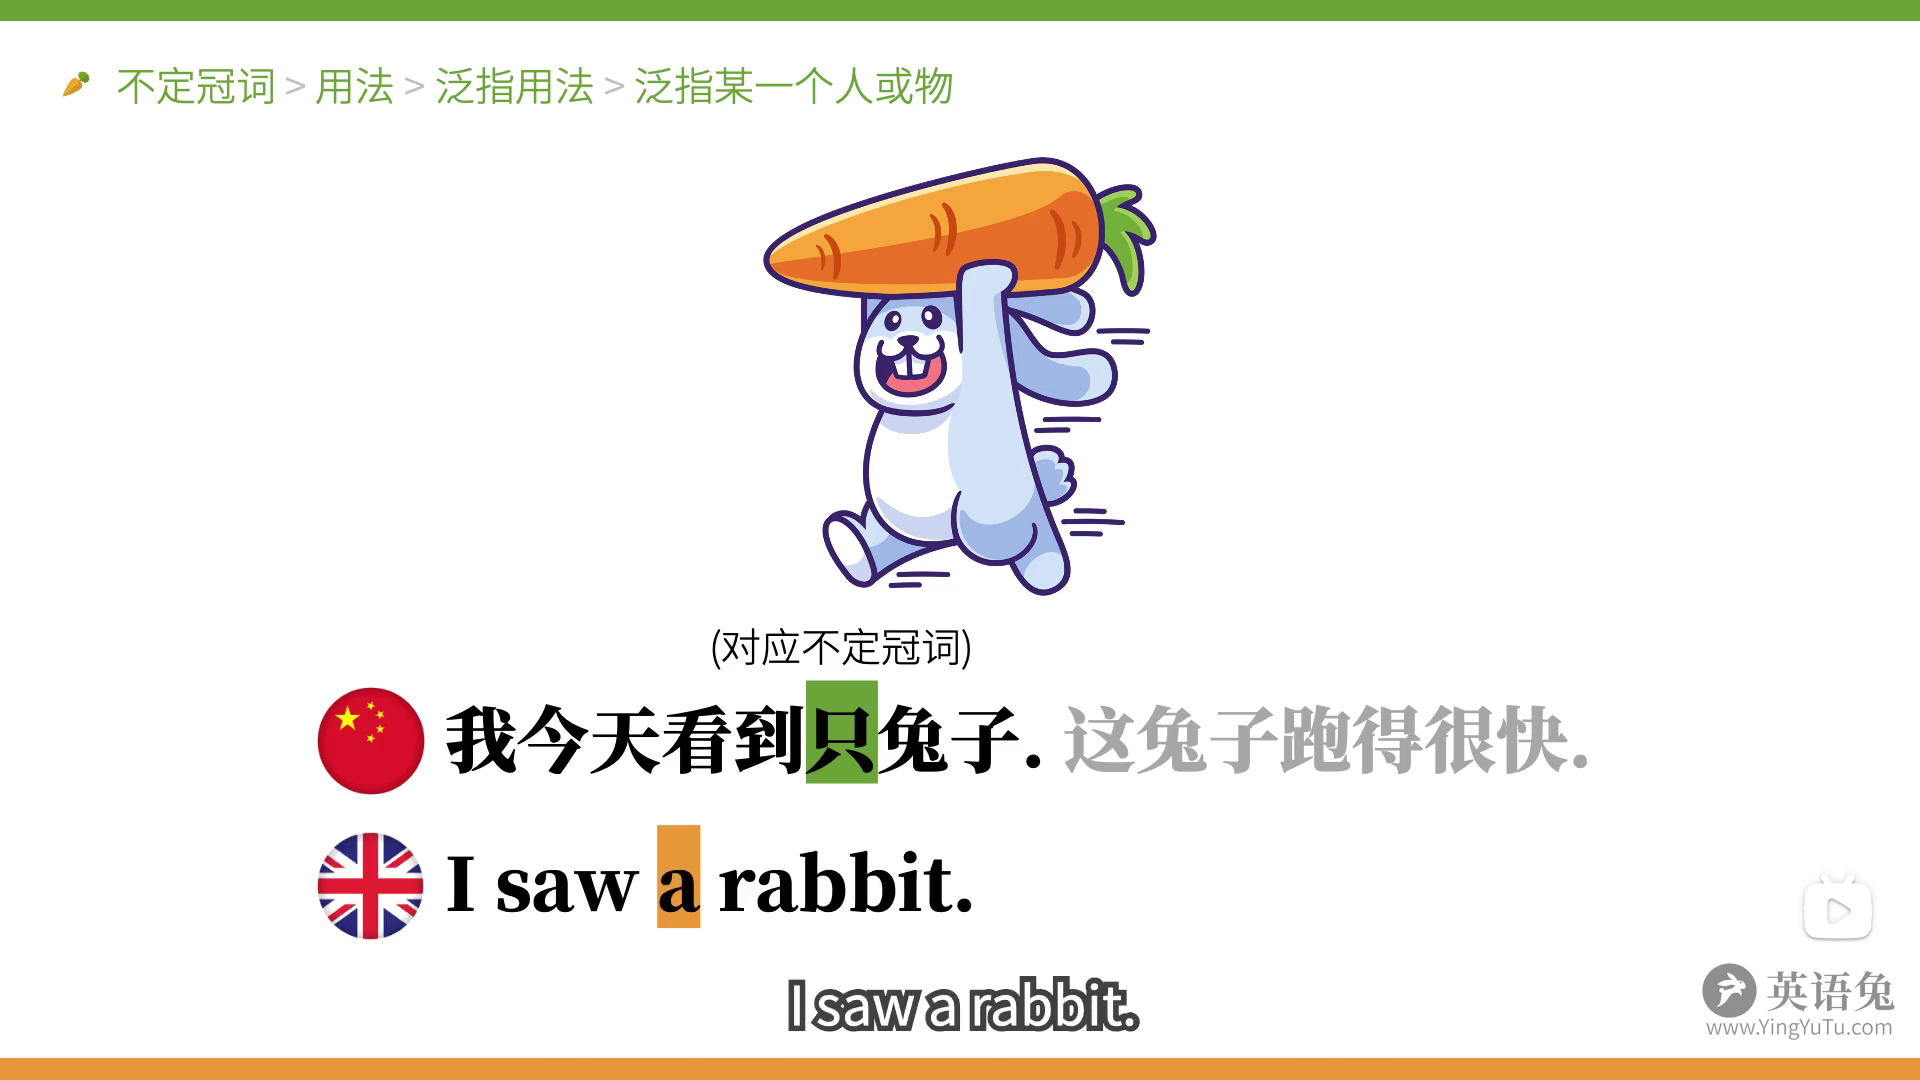 不定冠词 > 用法 > 泛指用法 > 泛指某一个人或物
(对应不定冠词)
我今天看到只兔子. 这兔子跑得很快.
I saw a rabbit.
I saw a rabbit.
英语兔
www.YingYuTu.com